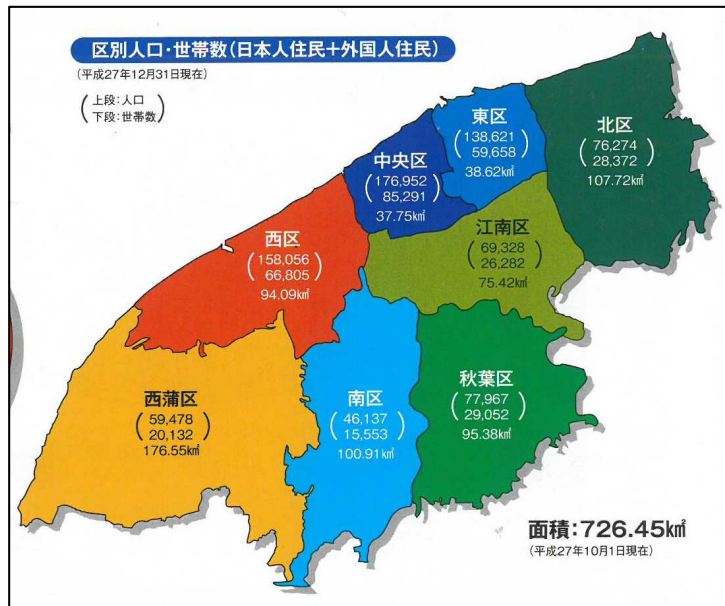 区別人口・世帯数(日本人住民+外国人住民)
(平成27年12月31日現在)
(上段:人口
下段:世帯数)
東区
(138,621
59,658)
38.62㎢
北区
(76,274
28,372)
107.72㎢
中央区
(176,952
85,291)
37.75㎢
江南区
(69,328
26,282)
75.42㎢
西区
(158,056
66,805)
94.09㎢
秋葉区
(77,967
29,052)
95.38㎢
西蒲区
(59,478
20,132)
176.55㎢
南区
(46,137
15,553)
100.91㎢
面積:726.45㎢
(平成27年10月1日現在)